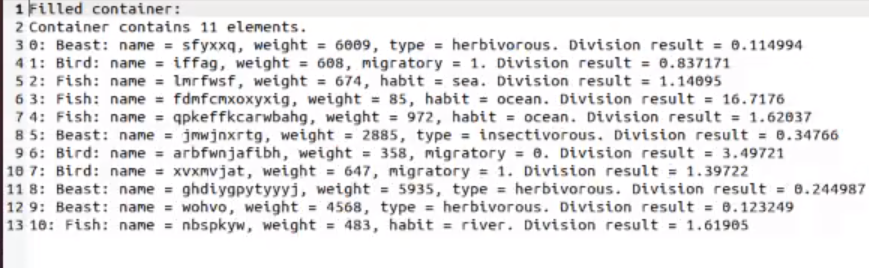 1 Filled container:
2 Container contains 11 elements.
3 0: Beast: name = sfyxxq, weight = 6009, type = herbivorous. Division result = 0.114994
4 1: Bird: name = iffag, weight = 608, migratory = 1. Division result = 0.837171
5 2: Fish: name = lmrfwsf, weight = 674, habit = sea. Division result = 1.14095
6 3: Fish: name = fdmfcmxoxyxig, weight = 85, habit = ocean. Division result = 16.7176
7 4: Fish: name = qpkeffkcarwbahg, weight = 972, habit = ocean. Division result = 1.62037
8 5: Beast: name = jmwjnxrtg, weight = 2885, type = insectivorous. Division result = 0.34766
9 6: Bird: name = arbfwnjafibh, weight = 358, migratory = 0. Division result = 3.49721
10 7: Bird: name = xvxmvjat, weight = 647, migratory = 1. Division result = 1.39722
11 8: Beast: name = ghdiygpytyyyj, weight = 5935, type = herbivorous. Division result = 0.244987
12 9: Beast: name = wohvo, weight = 4568, type = herbivorous. Division result = 0.123249
13 10: Fish: name = nbspkyw, weight = 483, habit = river. Division result = 1.61905